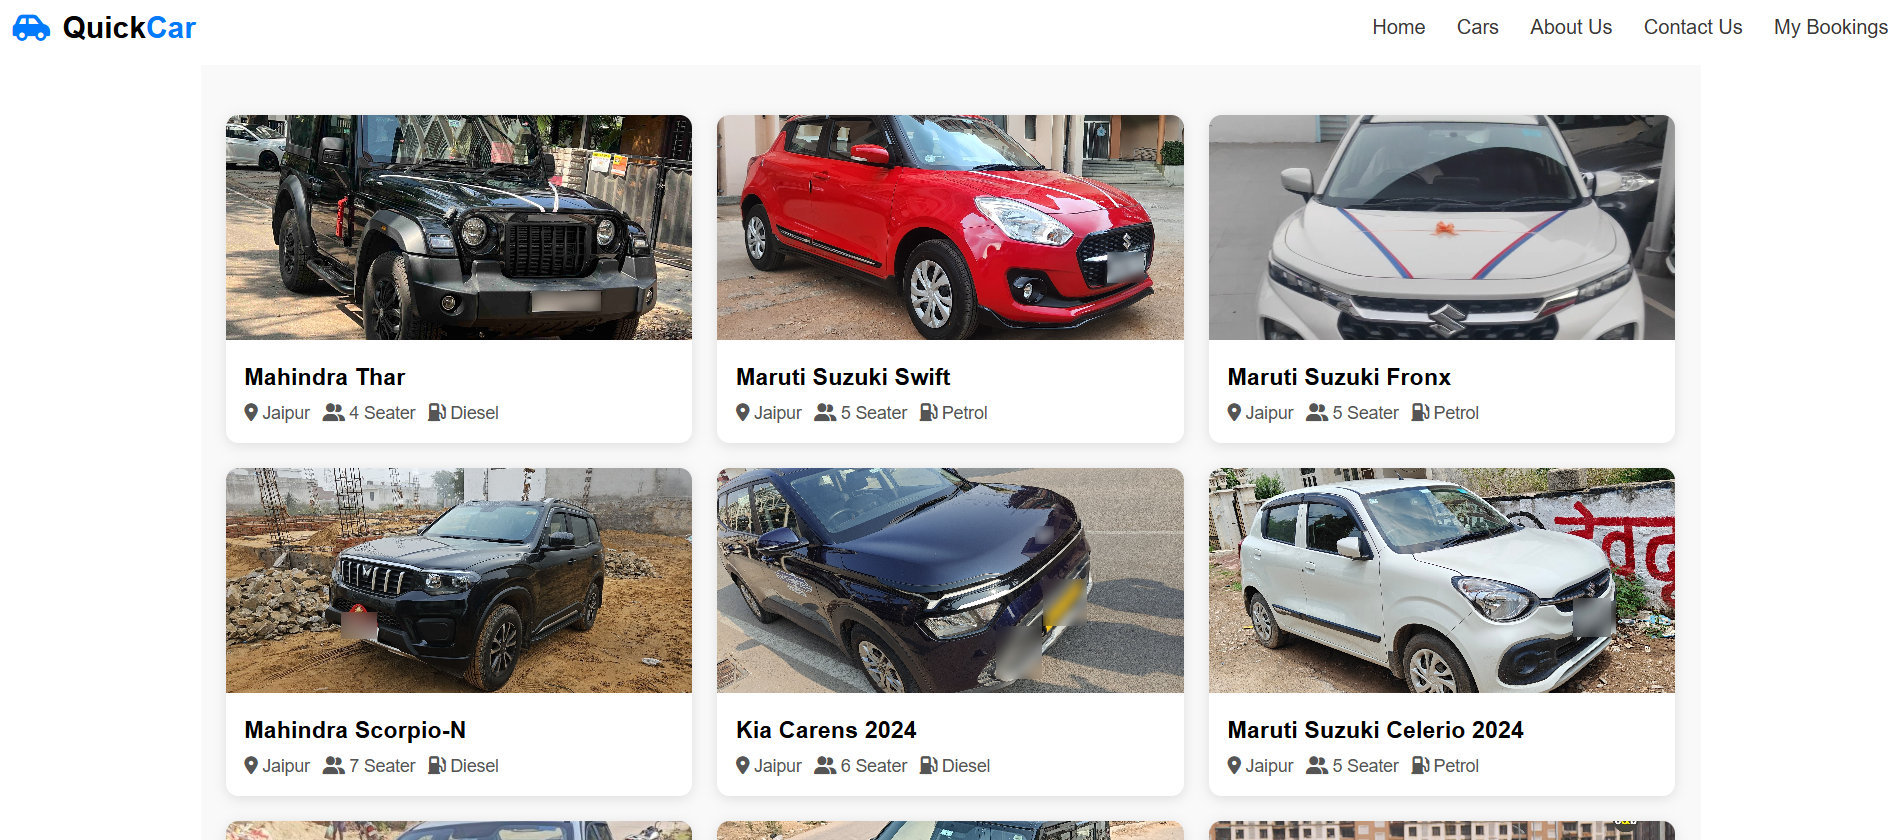 QuickCar
Home Cars About Us Contact Us My Bookings
Mahindra Thar
Jaipur 4 Seater Diesel
Maruti Suzuki Swift
Jaipur 5 Seater Petrol
Maruti Suzuki Fronx
Jaipur 5 Seater Petrol
Mahindra Scorpio-N
Jaipur 7 Seater Diesel
Kia Carens 2024
Jaipur 6 Seater Diesel
Maruti Suzuki Celerio 2024
Jaipur 5 Seater Petrol